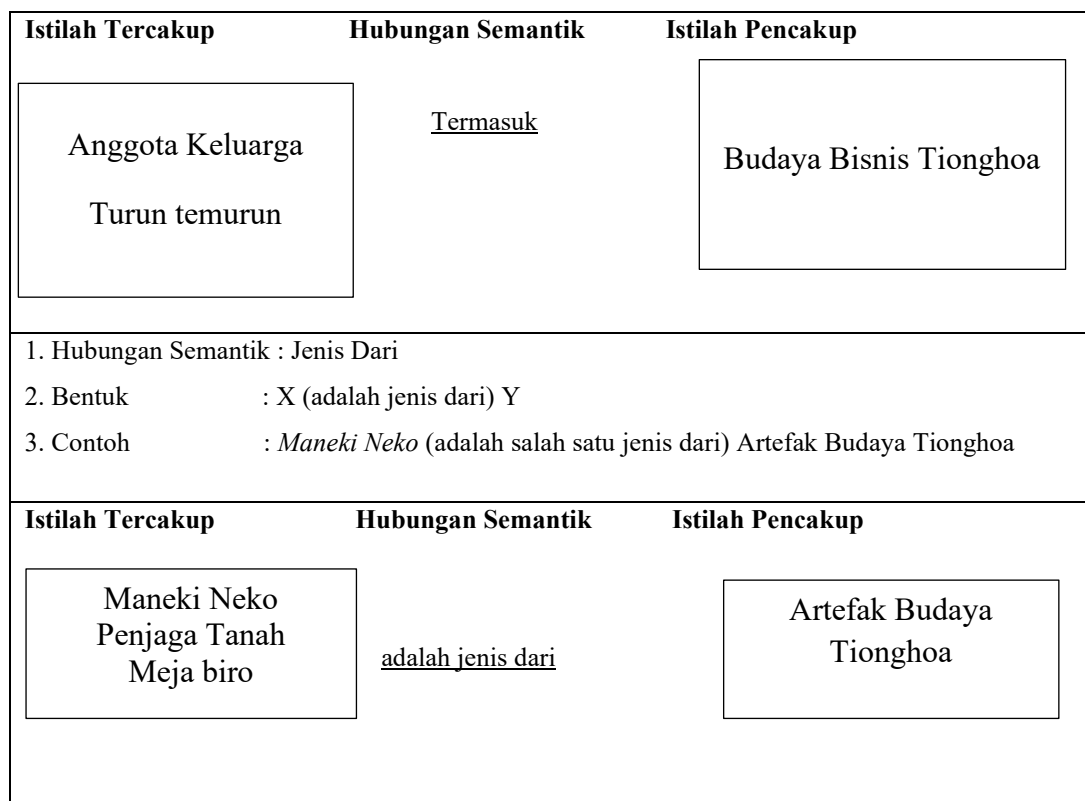 Istilah Tercakup Hubungan Semantik Istilah Pencakup
Anggota Keluarga
Turun temurun
Termasuk
Budaya Bisnis Tionghoa
1. Hubungan Semantik : Jenis Dari
2. Bentuk : X (adalah jenis dari) Y
3. Contoh : Maneki Neko (adalah salah satu jenis dari) Artefak Budaya Tionghoa
Istilah Tercakup Hubungan Semantik Istilah Pencakup
Maneki Neko
Penjaga Tanah
Meja biro
adalah jenis dari
Artefak Budaya
Tionghoa